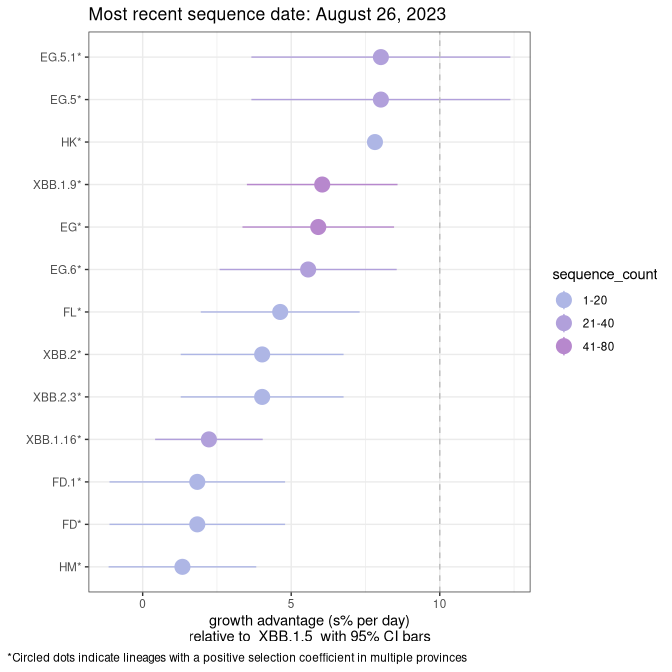 Most recent sequence date: August 26, 2023
EG.5.1*
EG.5*
HK*
XBB.1.9*
EG*
EG.6*
FL*
XBB.2*
XBB.2.3*
XBB.1.16*
FD.1*
FD*
HM*
0 5 10
growth advantage (s% per day)
relative to XBB.1.5 with 95% CI bars
sequence_count
1-20
21-40
41-80
*Circled dots indicate lineages with a positive selection coefficient in multiple provinces